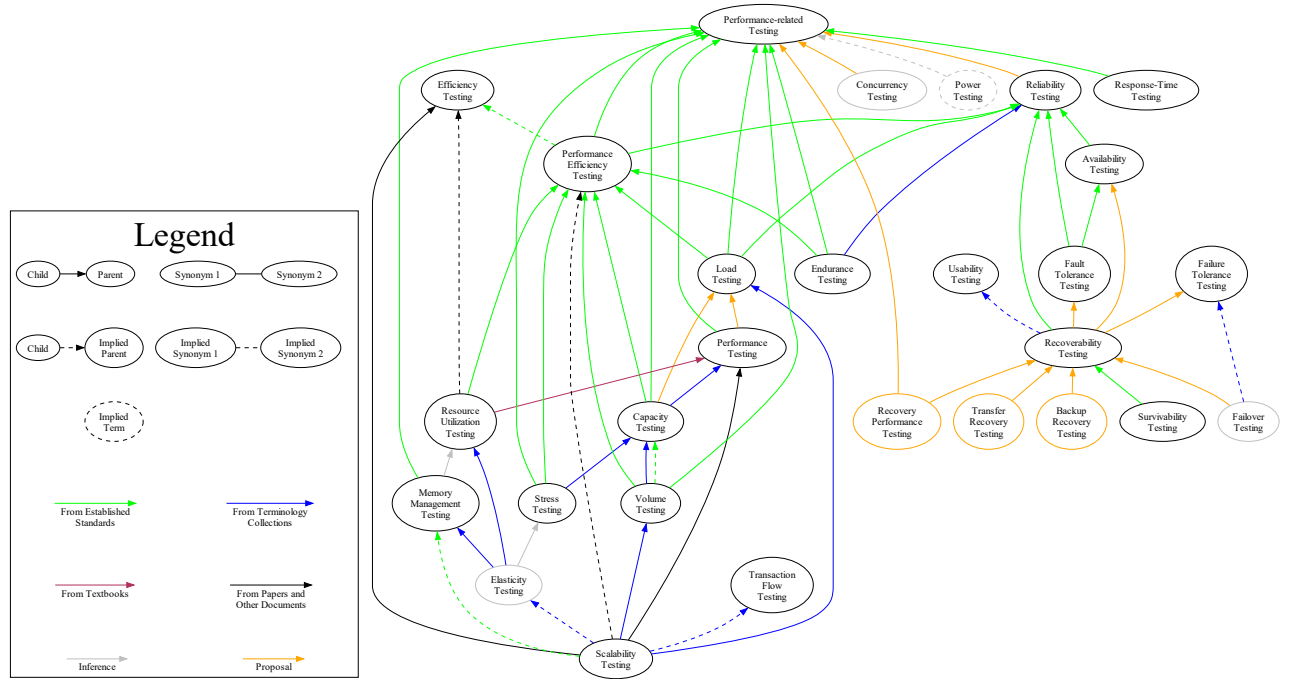 Performance-related
Testing
Efficiency
Testing
Concurrency
Testing
Power
Testing
Reliability
Testing
Response-Time
Testing
Performance
Efficiency
Testing
Availability
Testing
Legend
Child
Parent
Synonym 1
Synonym 2
Load
Testing
Endurance
Testing
Usability
Testing
Fault
Tolerance
Testing
Failure
Tolerance
Testing
Child
Implied
Parent
Implied
Synonym 1
Implied
Synonym 2
Performance
Testing
Recoverability
Testing
Implied
Term
Resource
Utilization
Testing
Capacity
Testing
Recovery
Performance
Testing
Transfer
Recovery
Testing
Backup
Recovery
Testing
Survivability
Testing
Failover
Testing
From Established
Standards
From Terminology
Collections
Memory
Management
Testing
Stress
Testing
Volume
Testing
From Textbooks
From Papers and
Other Documents
Elasticity
Testing
Transaction
Flow
Testing
Inference
Proposal
Scalability
Testing